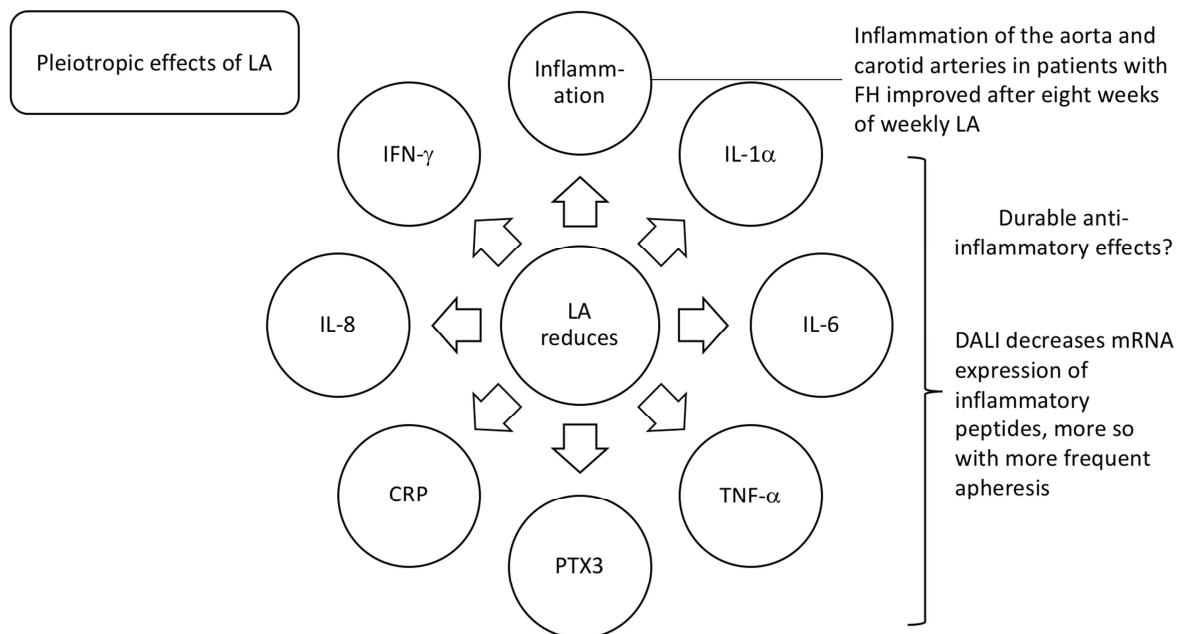 Pleiotropic effects of LA
Inflamm-
ation
Inflammation of the aorta and
carotid arteries in patients with
FH improved after eight weeks
of weekly LA
IFN-γ
IL-1α
Durable anti-
inflammatory effects?
IL-8
LA
reduces
IL-6
DALI decreases mRNA
expression of
inflammatory
peptides, more so
with more frequent
apheresis
CRP
TNF-α
PTX3